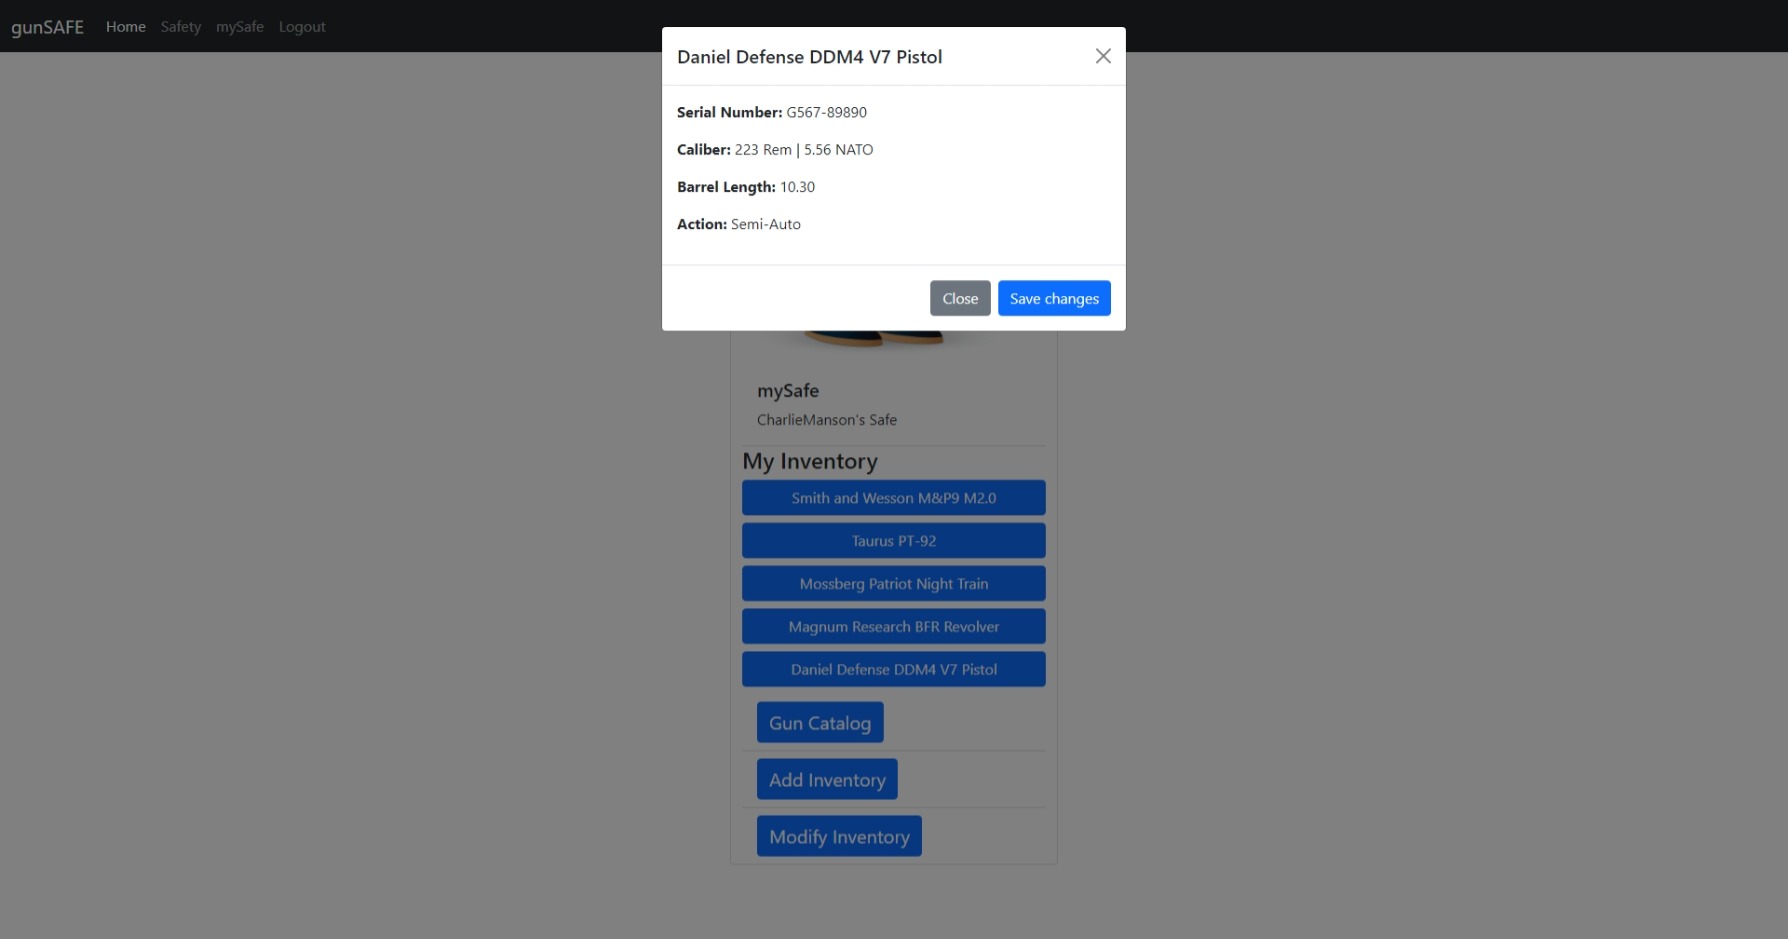 gunSAFE Home Safety mySafe Logout
Daniel Defense DDM4 V7 Pistol
Serial Number: G567-89890
Caliber: 223 Rem | 5.56 NATO
Barrel Length: 10.30
Action: Semi-Auto
Close Save changes
mySafe
CharlieManson's Safe
My Inventory
Smith and Wesson M&P9 M2.0
Taurus PT-92
Mossberg Patriot Night Train
Magnum Research BFR Revolver
Daniel Defense DDM4 V7 Pistol
Gun Catalog
Add Inventory
Modify Inventory